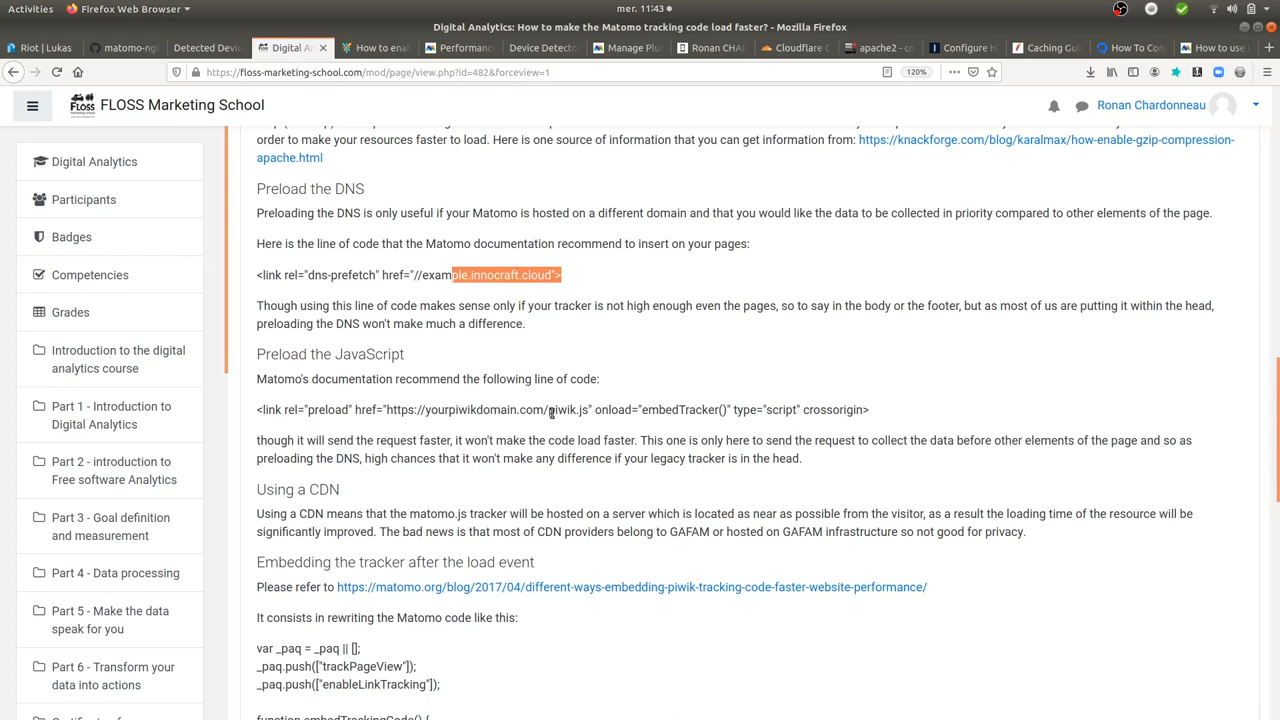 Activities
Firefox Web Browser
mer. 11:43
Digital Analytics: How to make the Matomo tracking code load faster? - Mozilla Firefox
Riot | Lukas
matomo-ng
Detected Devi
Digital An
How to enab
Performance
Device Detector
Manage Plu
Ronan CHAR
Cloudflare C
apache2 - co
Configure H
Caching Gui
How To Con
How to use
https://floss-marketing-school.com/mod/page/view.php?id=482&forceview=1
120%
FLOSS Marketing School
Ronan Chardonneau
Digital Analytics
Participants
Badges
Competencies
Grades
Introduction to the digital
analytics course
Part 1 - Introduction to
Digital Analytics
Part 2 - introduction to
Free software Analytics
Part 3 - Goal definition
and measurement
Part 4 - Data processing
Part 5 - Make the data
speak for you
Part 6 - Transform your
data into actions
order to make your resources faster to load. Here is one source of information that you can get information from: https://knackforge.com/blog/karalmax/how-enable-gzip-compression-
apache.html
Preload the DNS
Preloading the DNS is only useful if your Matomo is hosted on a different domain and that you would like the data to be collected in priority compared to other elements of the page.
Here is the line of code that the Matomo documentation recommend to insert on your pages:
<link rel="dns-prefetch" href="//example.innocraft.cloud">
Though using this line of code makes sense only if your tracker is not high enough even the pages, so to say in the body or the footer, but as most of us are putting it within the head,
preloading the DNS won't make much a difference.
Preload the JavaScript
Matomo's documentation recommend the following line of code:
<link rel="preload" href="https://yourpiwikdomain.com/piwik.js" onload="embedTracker()" type="script" crossorigin>
though it will send the request faster, it won't make the code load faster. This one is only here to send the request to collect the data before other elements of the page and so as
preloading the DNS, high chances that it won't make any difference if your legacy tracker is in the head.
Using a CDN
Using a CDN means that the matomo.js tracker will be hosted on a server which is located as near as possible from the visitor, as a result the loading time of the resource will be
significantly improved. The bad news is that most of CDN providers belong to GAFAM or hosted on GAFAM infrastructure so not good for privacy.
Embedding the tracker after the load event
Please refer to https://matomo.org/blog/2017/04/different-ways-embedding-piwik-tracking-code-faster-website-performance/
It consists in rewriting the Matomo code like this:
var _paq = _paq || [];
_paq.push(["trackPageView"]);
_paq.push(["enableLinkTracking"]);
function embedTrackingCode() {